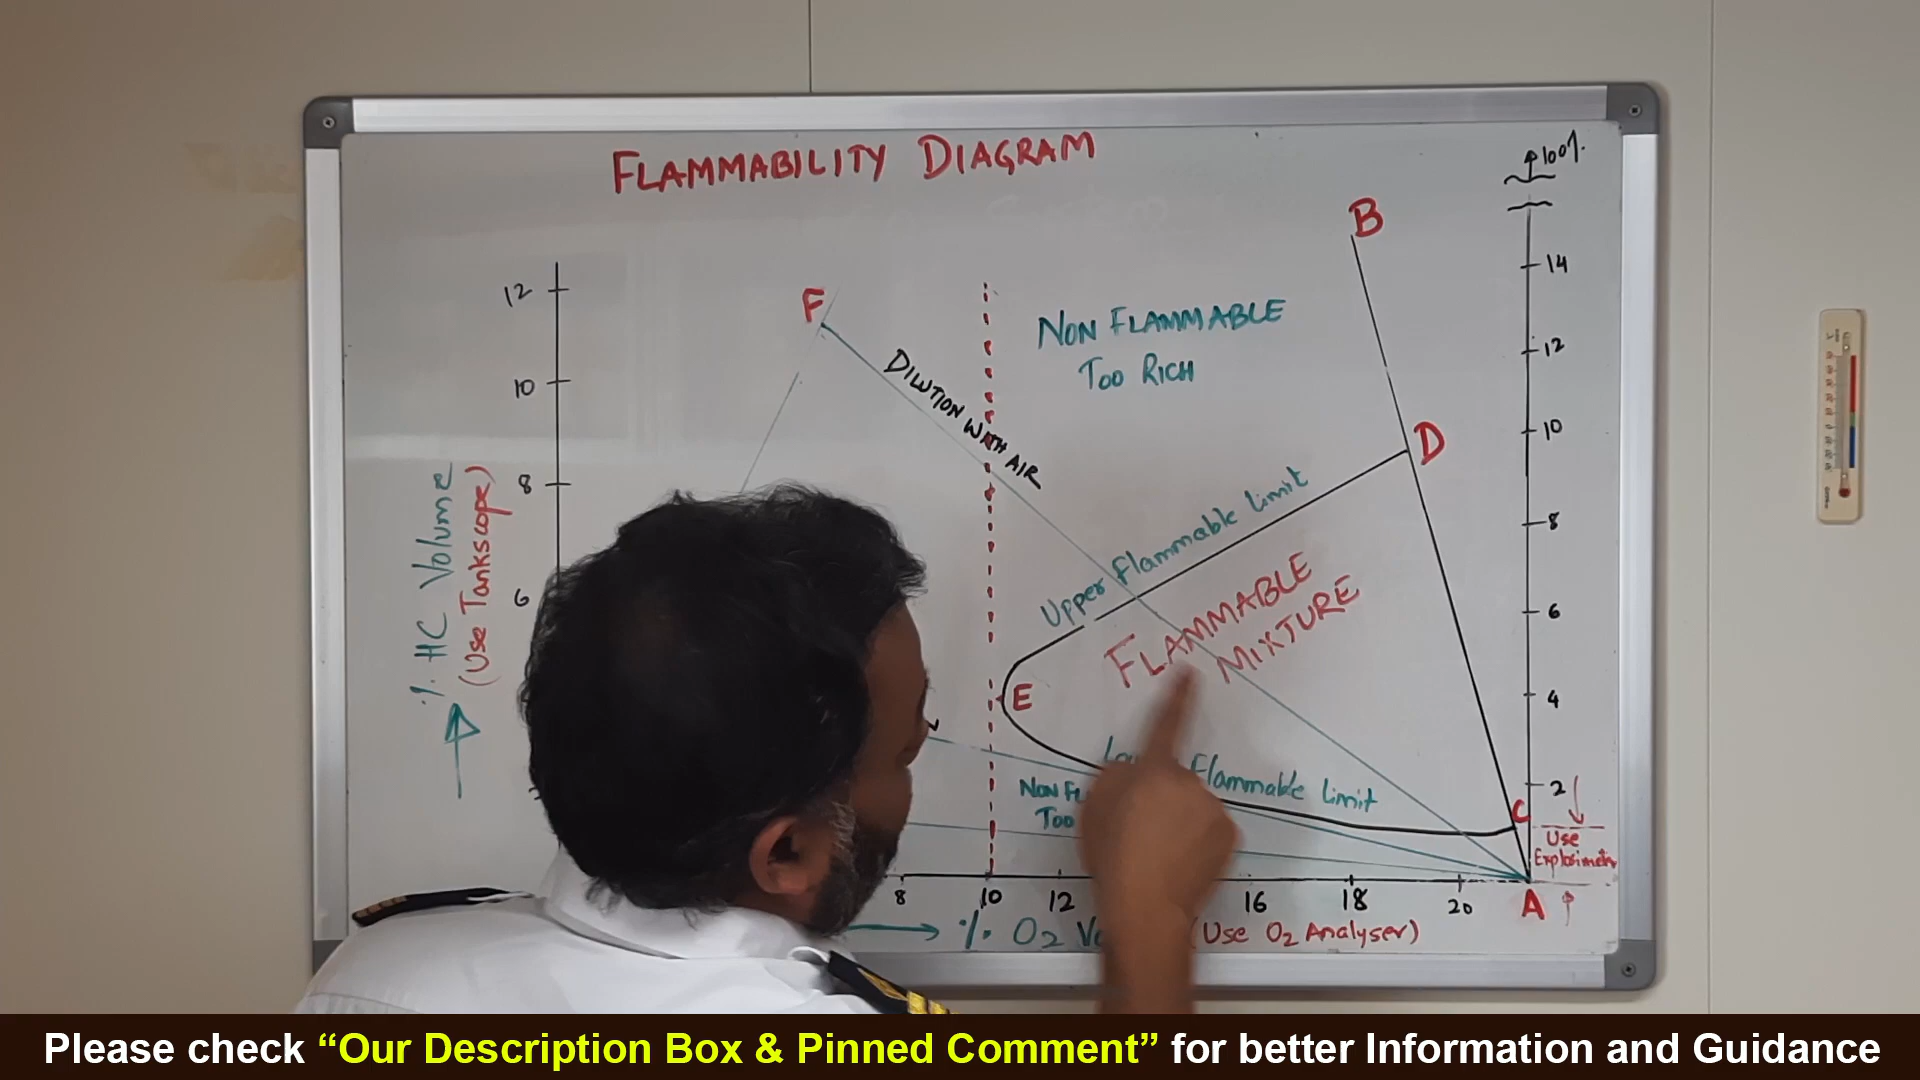 FLAMMABILITY DIAGRAM
100%
B
14
12
F
NON FLAMMABLE
TOO RICH
12
DILUTION WITH AIR
10
10
D
8
8
Upper Flammable Limit
% HC Volume
(Use Tankscope)
6
6
FLAMMABLE
MIXTURE
E
4
Flammable Limit
2
NON
TOO
C
Use
Explosimeter
8
10
12
16
18
20
A
% O2
(Use O2 Analyser)
Please check “Our Description Box & Pinned Comment” for better Information and Guidance